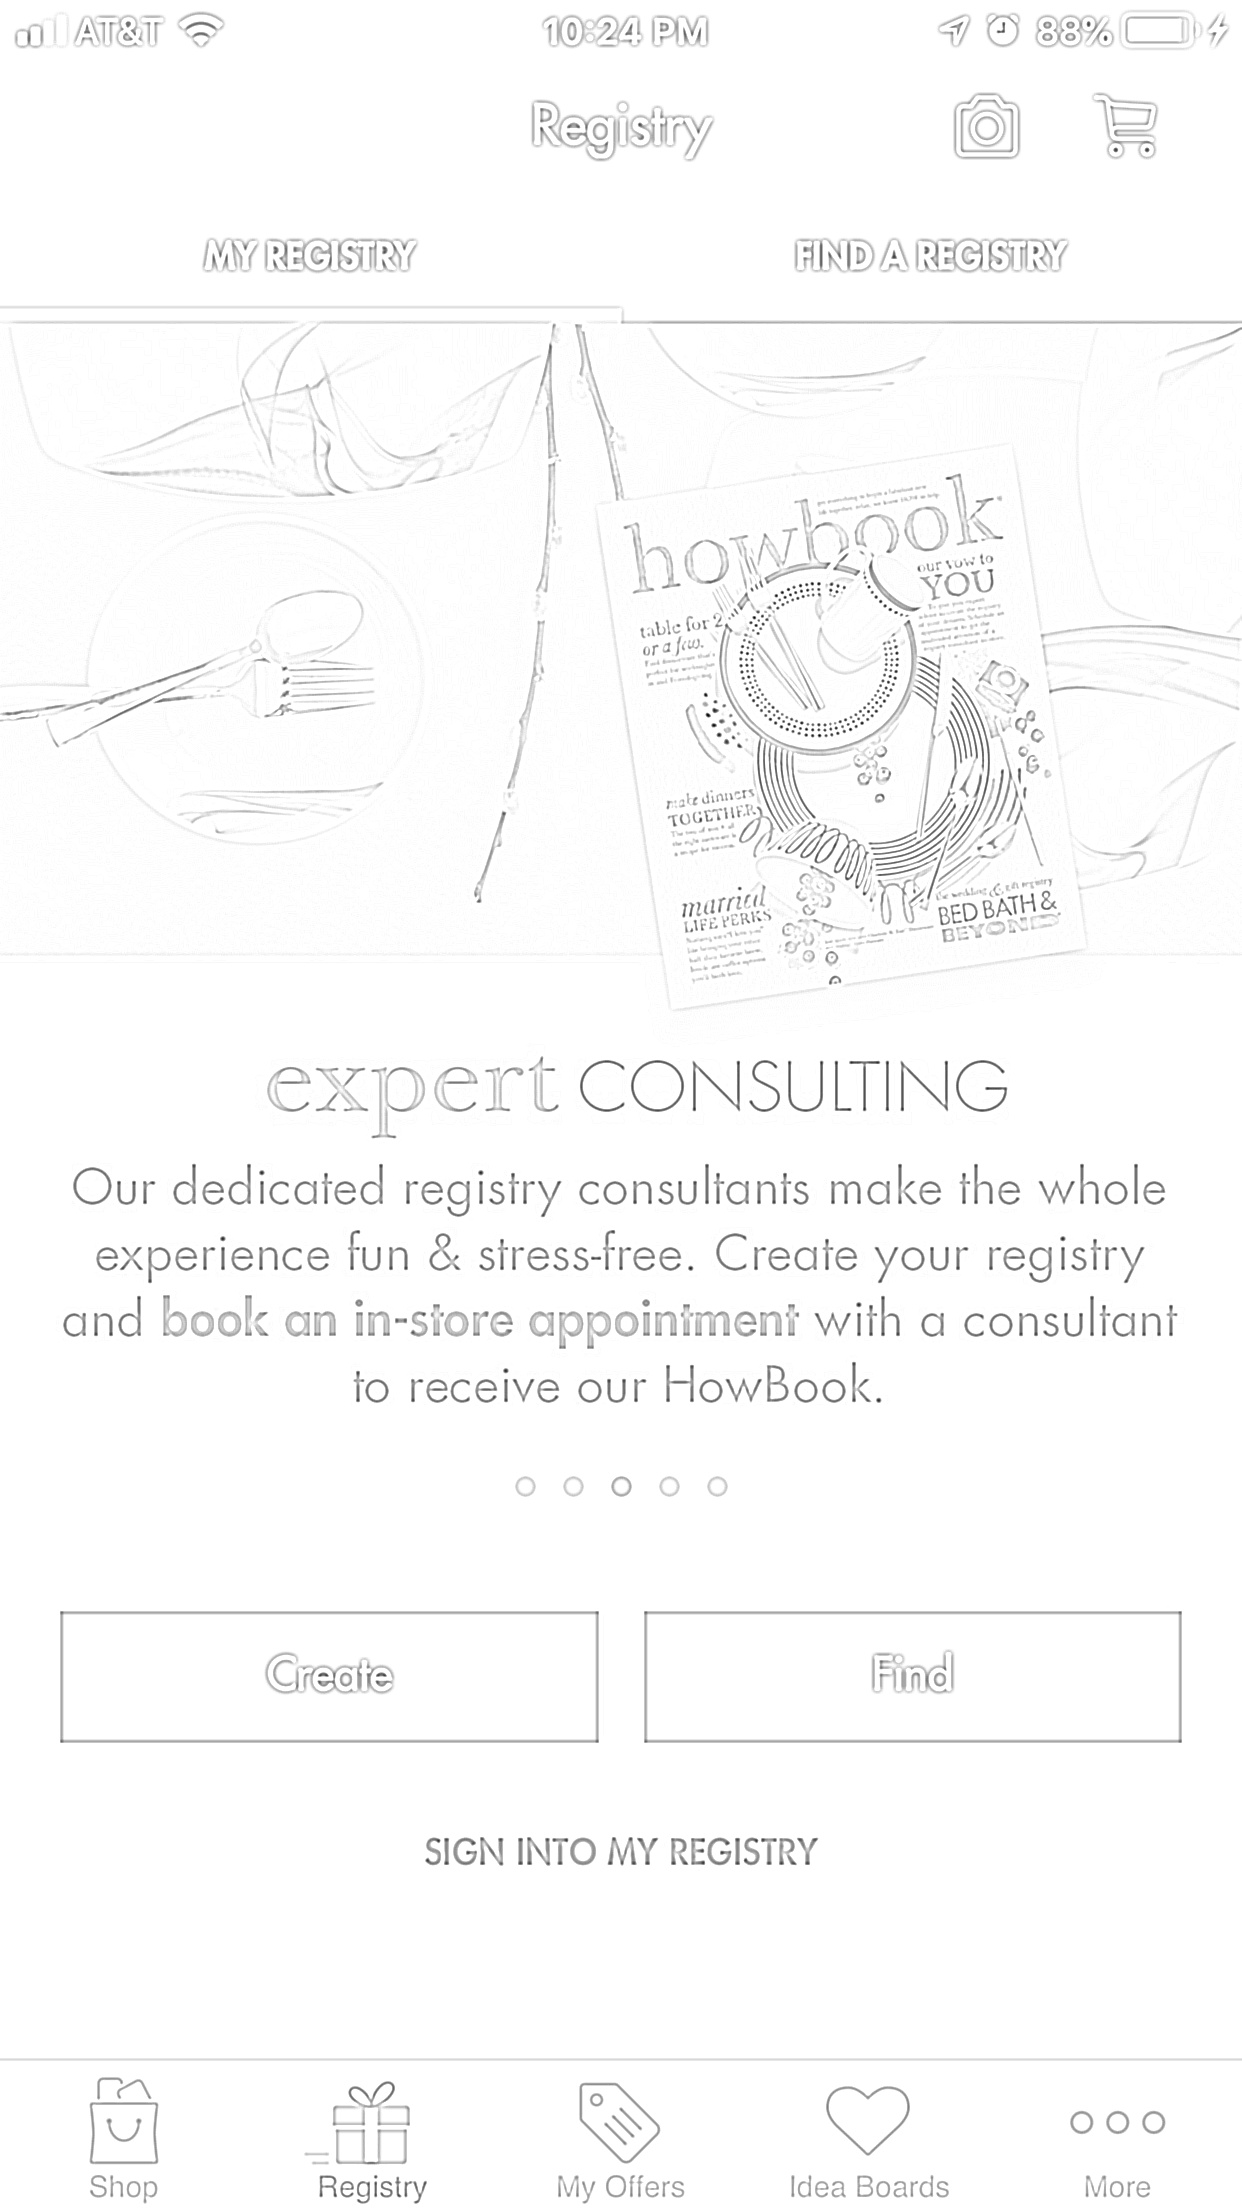 AT&T 10:24 PM 88%
Registry
MY REGISTRY FIND A REGISTRY
howbook
our vow to
YOU
table for 2
or a few.
make dinners
TOGETHER
married
LIFE PERKS
the wedding & gift registry
BED BATH &
BEYOND
expert CONSULTING
Our dedicated registry consultants make the whole
experience fun & stress-free. Create your registry
and book an in-store appointment with a consultant
to receive our HowBook.
Create Find
SIGN INTO MY REGISTRY
Shop Registry My Offers Idea Boards More